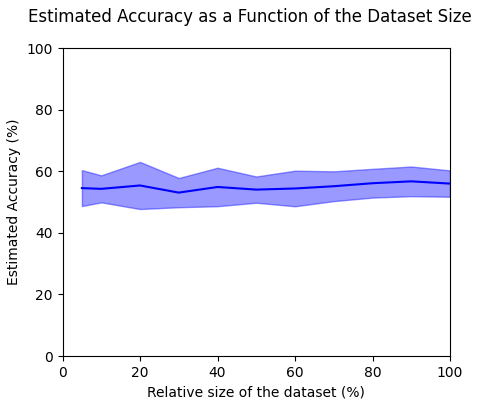 Estimated Accuracy as a Function of the Dataset Size
100
80
60
40
20
0
Estimated Accuracy (%)
0 20 40 60 80 100
Relative size of the dataset (%)